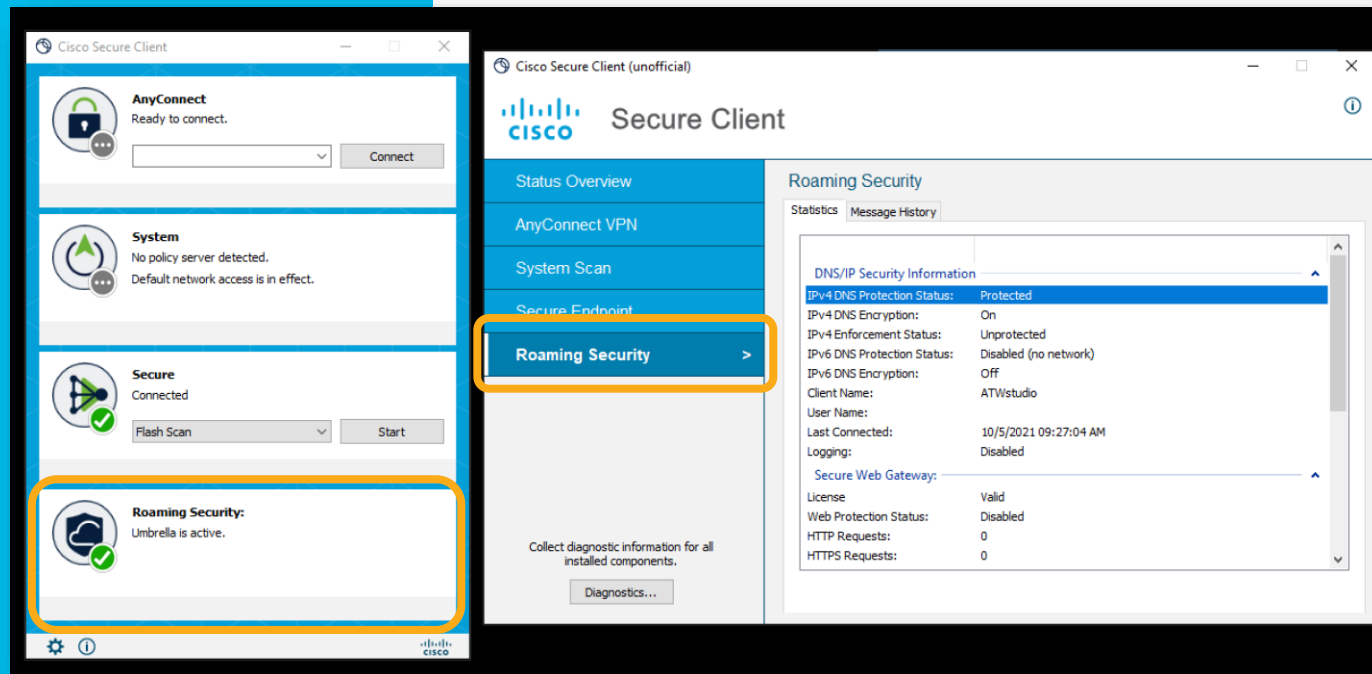 Cisco Secure Client
AnyConnect
Ready to connect.
Connect
System
No policy server detected.
Default network access is in effect.
Secure
Connected
Flash Scan
Start
Roaming Security:
Umbrella is active.
CISCO
Cisco Secure Client (unofficial)
CISCO
Secure Client
Status Overview
AnyConnect VPN
System Scan
Secure Endpoint
Roaming Security >
Collect diagnostic information for all
installed components.
Diagnostics...
Roaming Security
Statistics Message History
DNS/IP Security Information
IPv4 DNS Protection Status: Protected
IPv4 DNS Encryption: On
IPv4 Enforcement Status: Unprotected
IPv6 DNS Protection Status: Disabled (no network)
IPv6 DNS Encryption: Off
Client Name: ATWstudio
User Name:
Last Connected: 10/5/2021 09:27:04 AM
Logging: Disabled
Secure Web Gateway:
License Valid
Web Protection Status: Disabled
HTTP Requests: 0
HTTPS Requests: 0